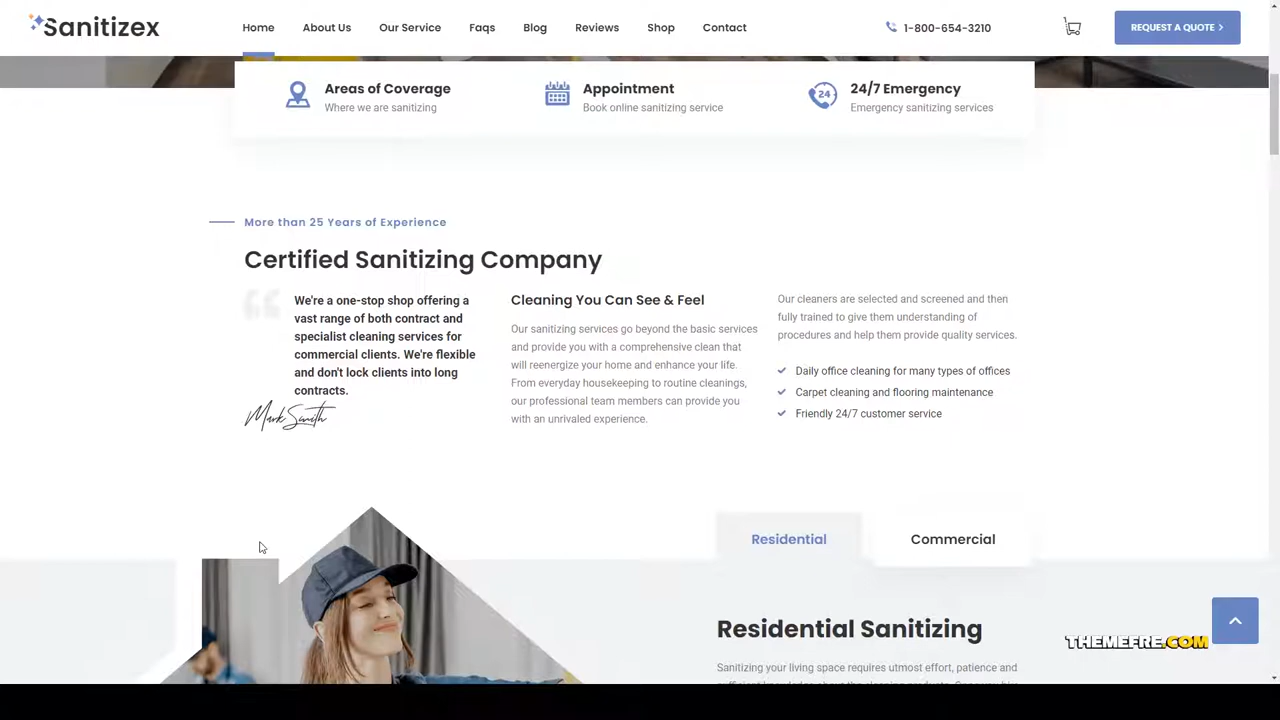 Sanitizex
Home About Us Our Service Faqs Blog Reviews Shop Contact
1-800-654-3210
REQUEST A QUOTE
Areas of Coverage
Where we are sanitizing
Appointment
Book online sanitizing service
24
24/7 Emergency
Emergency sanitizing services
More than 25 Years of Experience
Certified Sanitizing Company
We're a one-stop shop offering a
vast range of both contract and
specialist cleaning services for
commercial clients. We're flexible
and don't lock clients into long
contracts.
Mark Smith
Cleaning You Can See & Feel
Our sanitizing services go beyond the basic services
and provide you with a comprehensive clean that
will reenergize your home and enhance your life.
From everyday housekeeping to routine cleanings,
our professional team members can provide you
with an unrivaled experience.
Our cleaners are selected and screened and then
fully trained to give them understanding of
procedures and help them provide quality services.
Daily office cleaning for many types of offices
Carpet cleaning and flooring maintenance
Friendly 24/7 customer service
Residential
Commercial
Residential Sanitizing
Sanitizing your living space requires utmost effort, patience and
THEMEFRE.COM